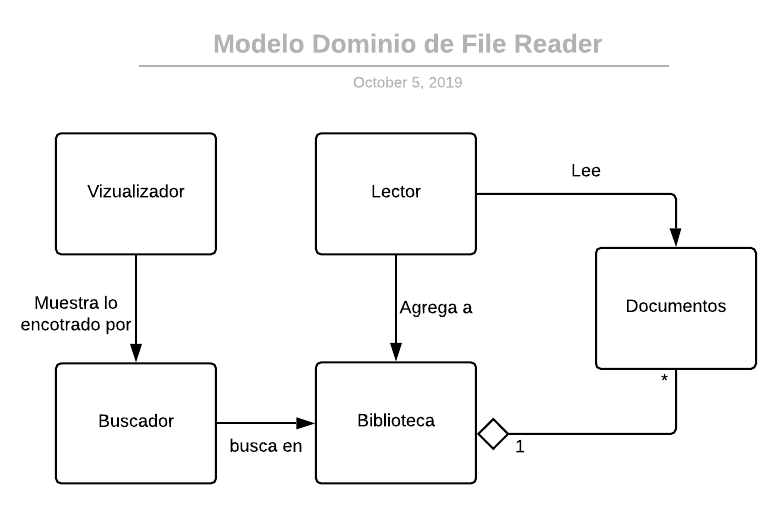 Modelo Dominio de File Reader
October 5, 2019
Vizualizador
Lector
Lee
Documentos
Muestra lo
encotrado por
Agrega a
*
Buscador
busca en
Biblioteca
1